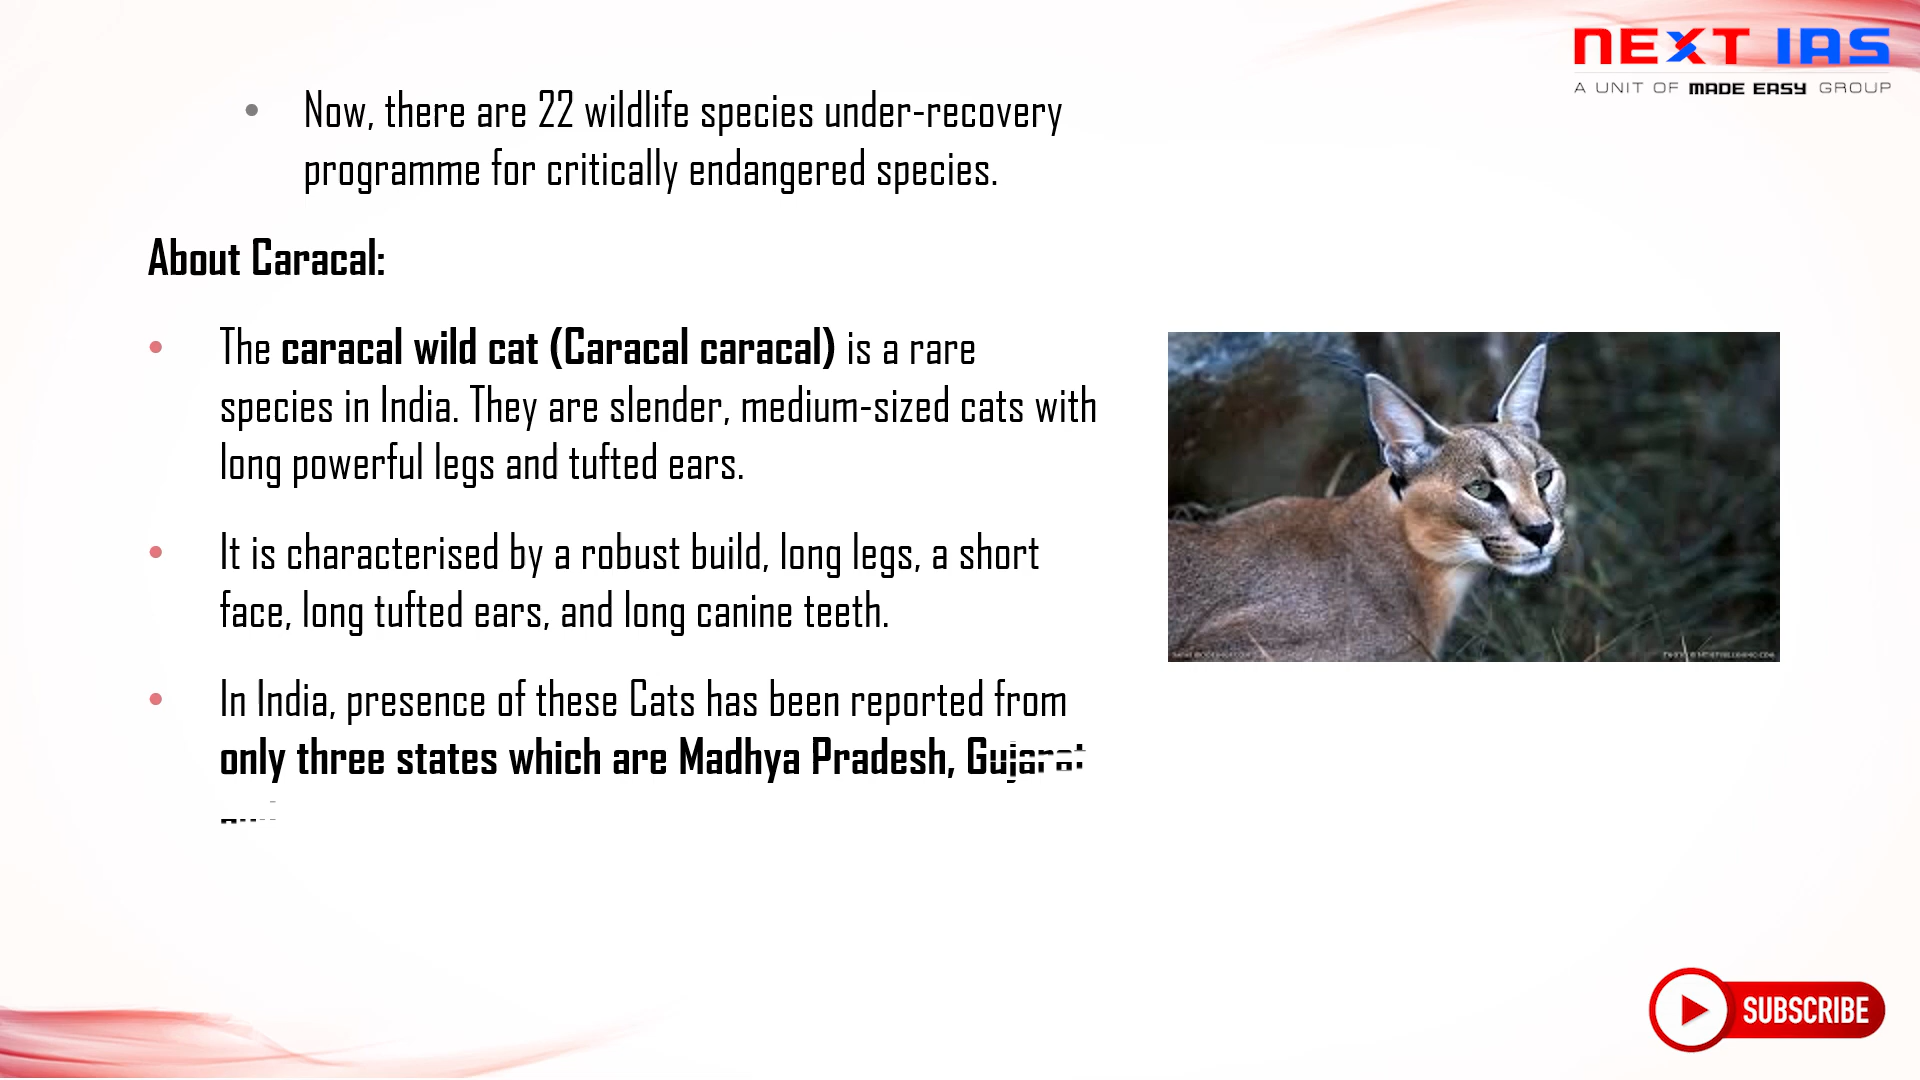 NEXT IAS
A UNIT OF MADE EASY GROUP
• Now, there are 22 wildlife species under-recovery
programme for critically endangered species.
About Caracal:
• The caracal wild cat (Caracal caracal) is a rare
species in India. They are slender, medium-sized cats with
long powerful legs and tufted ears.
• It is characterised by a robust build, long legs, a short
face, long tufted ears, and long canine teeth.
• In India, presence of these Cats has been reported from
only three states which are Madhya Pradesh, Gujarat
SUBSCRIBE